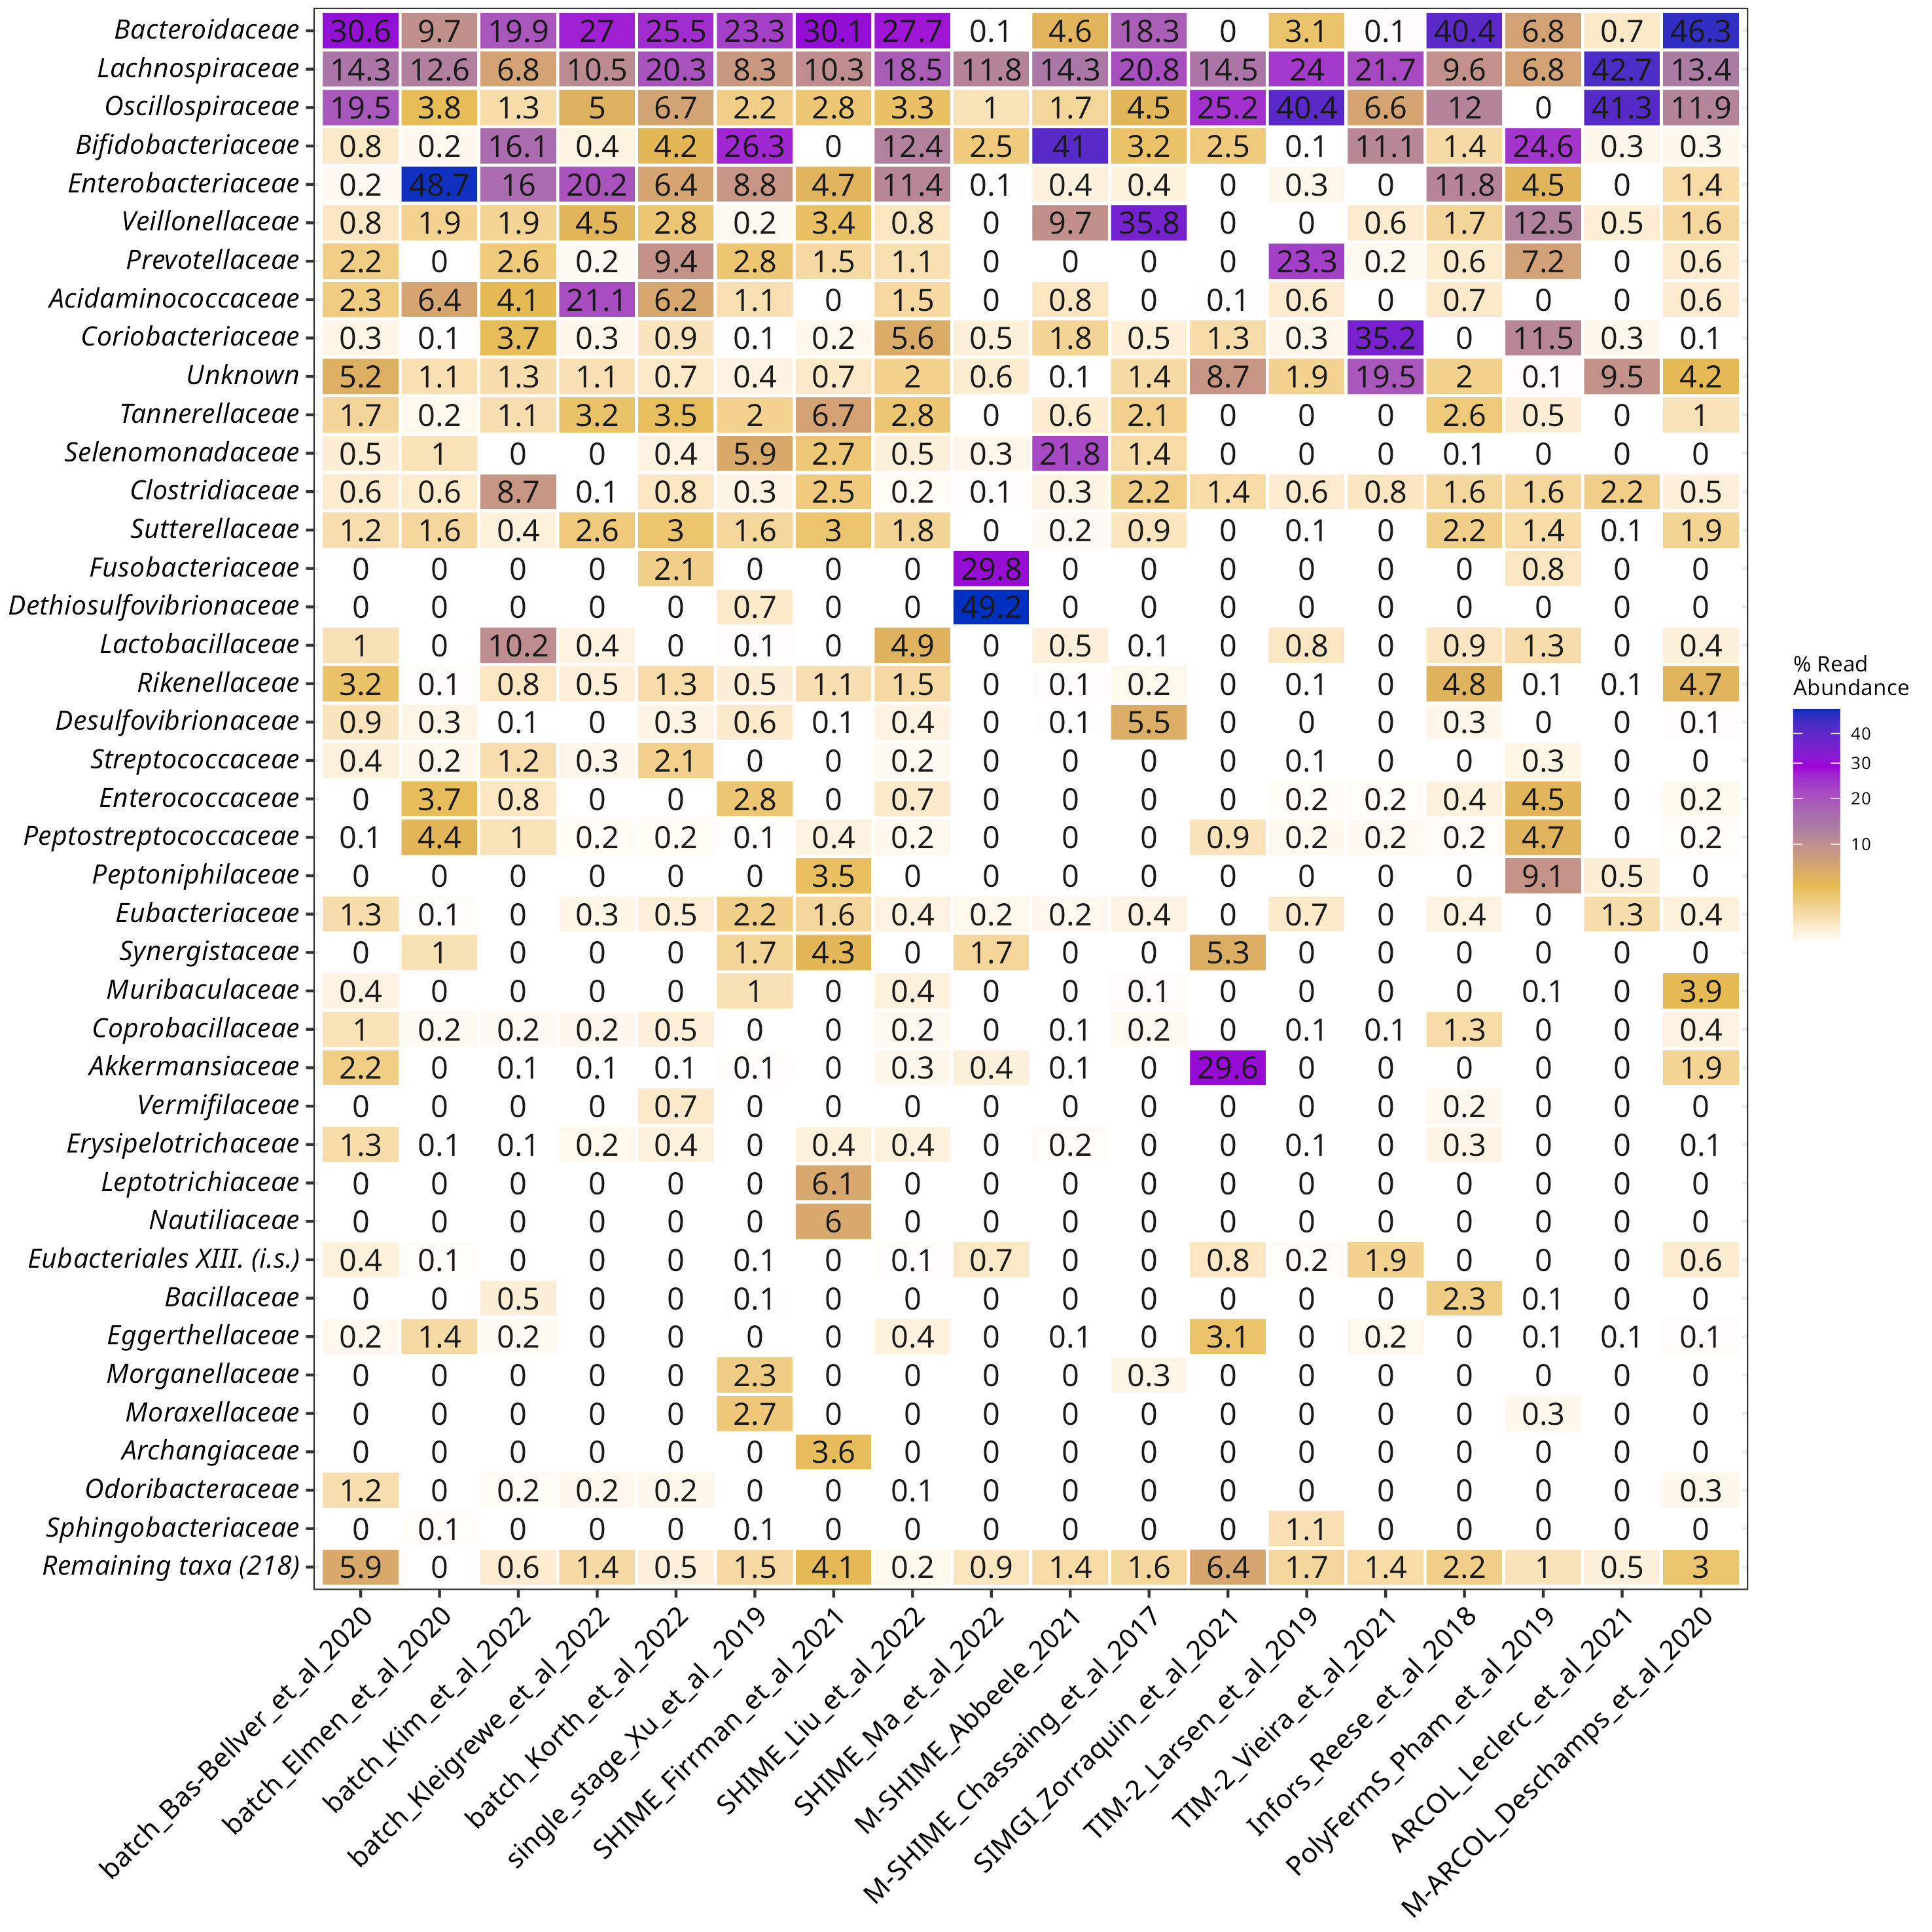 Bacteroidaceae 30.6 9.7 19.9 27 25.5 23.3 30.1 27.7 0.1 4.6 18.3 0 3.1 0.1 40.4 6.8 0.7 46.3
Lachnospiraceae 14.3 12.6 6.8 10.5 20.3 8.3 10.3 18.5 11.8 14.3 20.8 14.5 24 21.7 9.6 6.8 42.7 13.4
Oscillospiraceae 19.5 3.8 1.3 5 6.7 2.2 2.8 3.3 1 1.7 4.5 25.2 40.4 6.6 12 0 41.3 11.9
Bifidobacteriaceae 0.8 0.2 16.1 0.4 4.2 26.3 0 12.4 2.5 41 3.2 2.5 0.1 11.1 1.4 24.6 0.3 0.3
Enterobacteriaceae 0.2 48.7 16 20.2 6.4 8.8 4.7 11.4 0.1 0.4 0.4 0 0.3 0 11.8 4.5 0 1.4
Veillonellaceae 0.8 1.9 1.9 4.5 2.8 0.2 3.4 0.8 0 9.7 35.8 0 0 0.6 1.7 12.5 0.5 1.6
Prevotellaceae 2.2 0 2.6 0.2 9.4 2.8 1.5 1.1 0 0 0 0 23.3 0.2 0.6 7.2 0 0.6
Acidaminococcaceae 2.3 6.4 4.1 21.1 6.2 1.1 0 1.5 0 0.8 0 0.1 0.6 0 0.7 0 0 0.6
Coriobacteriaceae 0.3 0.1 3.7 0.3 0.9 0.1 0.2 5.6 0.5 1.8 0.5 1.3 0.3 35.2 0 11.5 0.3 0.1
Unknown 5.2 1.1 1.3 1.1 0.7 0.4 0.7 2 0.6 0.1 1.4 8.7 1.9 19.5 2 0.1 9.5 4.2
Tannerellaceae 1.7 0.2 1.1 3.2 3.5 2 6.7 2.8 0 0.6 2.1 0 0 0 2.6 0.5 0 1
Selenomonadaceae 0.5 1 0 0 0.4 5.9 2.7 0.5 0.3 21.8 1.4 0 0 0 0.1 0 0 0
Clostridiaceae 0.6 0.6 8.7 0.1 0.8 0.3 2.5 0.2 0.1 0.3 2.2 1.4 0.6 0.8 1.6 1.6 2.2 0.5
Sutterellaceae 1.2 1.6 0.4 2.6 3 1.6 3 1.8 0 0.2 0.9 0 0.1 0 2.2 1.4 0.1 1.9
Fusobacteriaceae 0 0 0 0 2.1 0 0 0 29.8 0 0 0 0 0 0 0.8 0 0
Dethiosulfovibrionaceae 0 0 0 0 0 0.7 0 0 49.2 0 0 0 0 0 0 0 0 0
Lactobacillaceae 1 0 10.2 0.4 0 0.1 0 4.9 0 0.5 0.1 0 0.8 0 0.9 1.3 0 0.4
Rikenellaceae 3.2 0.1 0.8 0.5 1.3 0.5 1.1 1.5 0 0.1 0.2 0 0.1 0 4.8 0.1 0.1 4.7
Desulfovibrionaceae 0.9 0.3 0.1 0 0.3 0.6 0.1 0.4 0 0.1 5.5 0 0 0 0.3 0 0 0.1
Streptococcaceae 0.4 0.2 1.2 0.3 2.1 0 0 0.2 0 0 0 0 0.1 0 0 0.3 0 0
Enterococcaceae 0 3.7 0.8 0 0 2.8 0 0.7 0 0 0 0 0.2 0.2 0.4 4.5 0 0.2
Peptostreptococcaceae 0.1 4.4 1 0.2 0.2 0.1 0.4 0.2 0 0 0 0.9 0.2 0.2 0.2 4.7 0 0.2
Peptoniphilaceae 0 0 0 0 0 0 3.5 0 0 0 0 0 0 0 0 9.1 0.5 0
Eubacteriaceae 1.3 0.1 0 0.3 0.5 2.2 1.6 0.4 0.2 0.2 0.4 0 0.7 0 0.4 0 1.3 0.4
Synergistaceae 0 1 0 0 0 1.7 4.3 0 1.7 0 0 5.3 0 0 0 0 0 0
Muribaculaceae 0.4 0 0 0 0 1 0 0.4 0 0 0.1 0 0 0 0 0.1 0 3.9
Coprobacillaceae 1 0.2 0.2 0.2 0.5 0 0 0.2 0 0.1 0.2 0 0.1 0.1 1.3 0 0 0.4
Akkermansiaceae 2.2 0 0.1 0.1 0.1 0.1 0 0.3 0.4 0.1 0 29.6 0 0 0 0 0 1.9
Vermifilaceae 0 0 0 0 0.7 0 0 0 0 0 0 0 0 0 0.2 0 0 0
Erysipelotrichaceae 1.3 0.1 0.1 0.2 0.4 0 0.4 0.4 0 0.2 0 0 0.1 0 0.3 0 0 0.1
Leptotrichiaceae 0 0 0 0 0 0 6.1 0 0 0 0 0 0 0 0 0 0 0
Nautiliaceae 0 0 0 0 0 0 6 0 0 0 0 0 0 0 0 0 0 0
Eubacteriales XIII. (i.s.) 0.4 0.1 0 0 0 0.1 0 0.1 0.7 0 0 0.8 0.2 1.9 0 0 0 0.6
Bacillaceae 0 0 0.5 0 0 0.1 0 0 0 0 0 0 0 0 2.3 0.1 0 0
Eggerthellaceae 0.2 1.4 0.2 0 0 0 0 0.4 0 0.1 0 3.1 0 0.2 0 0.1 0.1 0.1
Morganellaceae 0 0 0 0 0 2.3 0 0 0 0 0.3 0 0 0 0 0 0 0
Moraxellaceae 0 0 0 0 0 2.7 0 0 0 0 0 0 0 0 0 0.3 0 0
Archangiaceae 0 0 0 0 0 0 3.6 0 0 0 0 0 0 0 0 0 0 0
Odoribacteraceae 1.2 0 0.2 0.2 0.2 0 0 0.1 0 0 0 0 0 0 0 0 0 0.3
Sphingobacteriaceae 0 0.1 0 0 0 0.1 0 0 0 0 0 0 1.1 0 0 0 0 0
Remaining taxa (218) 5.9 0 0.6 1.4 0.5 1.5 4.1 0.2 0.9 1.4 1.6 6.4 1.7 1.4 2.2 1 0.5 3
batch_Bas-Bellver_et_al_2020
batch_Elmen_et_al_2020
batch_Kim_et_al_2022
batch_Kleigrewe_et_al_2022
batch_Korth_et_al_2022
single_stage_Xu_et_al_ 2019
SHIME_Firrman_et_al_2021
SHIME_Liu_et_al_2022
SHIME_Ma_et_al_2022
M-SHIME_Abbeele_2021
M-SHIME_Chassaing_et_al_2017
SIMGI_Zorraquin_et_al_2021
TIM-2_Larsen_et_al_2019
TIM-2_Vieira_et_al_2021
Infors_Reese_et_al_2018
PolyFermS_Pham_et_al_2019
ARCOL_Leclerc_et_al_2021
M-ARCOL_Deschamps_et_al_2020
% Read
Abundance
40
30
20
10